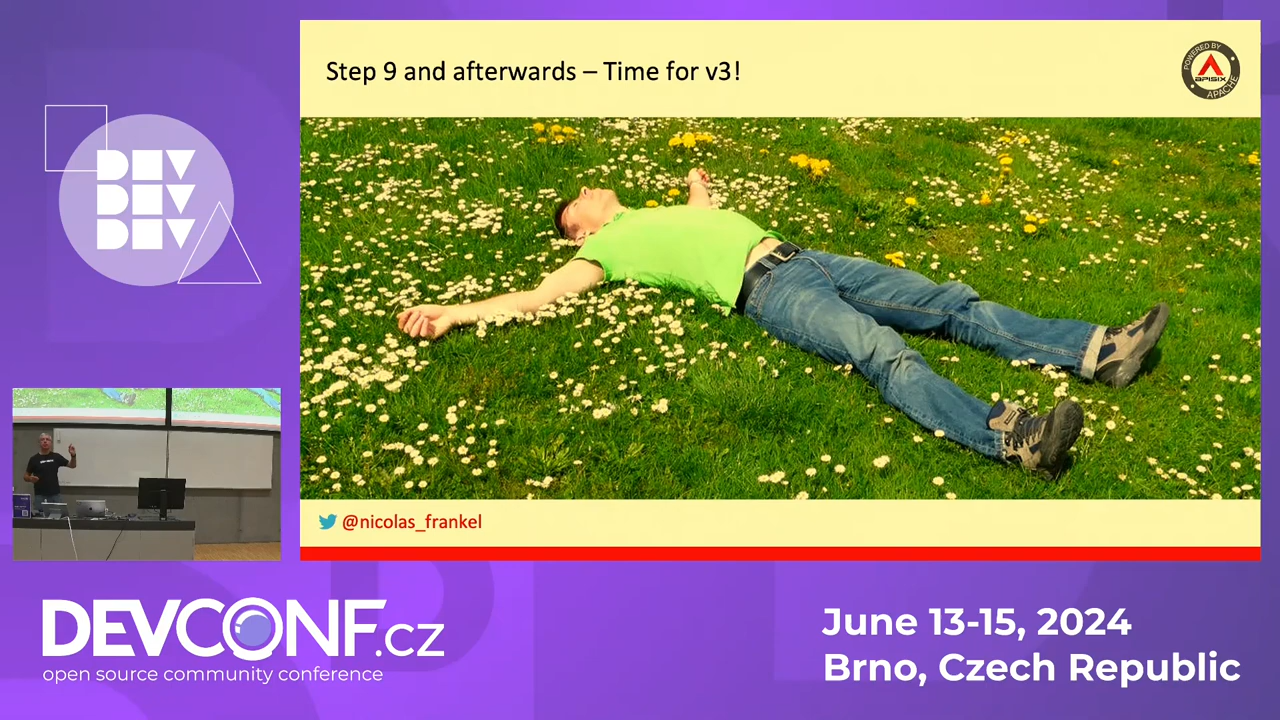 Step 9 and afterwards – Time for v3!
POWERED BY
APISIX
APACHE
DEV
DEV
DEV
@nicolas_frankel
DEVCONF.cz
open source community conference
June 13-15, 2024
Brno, Czech Republic